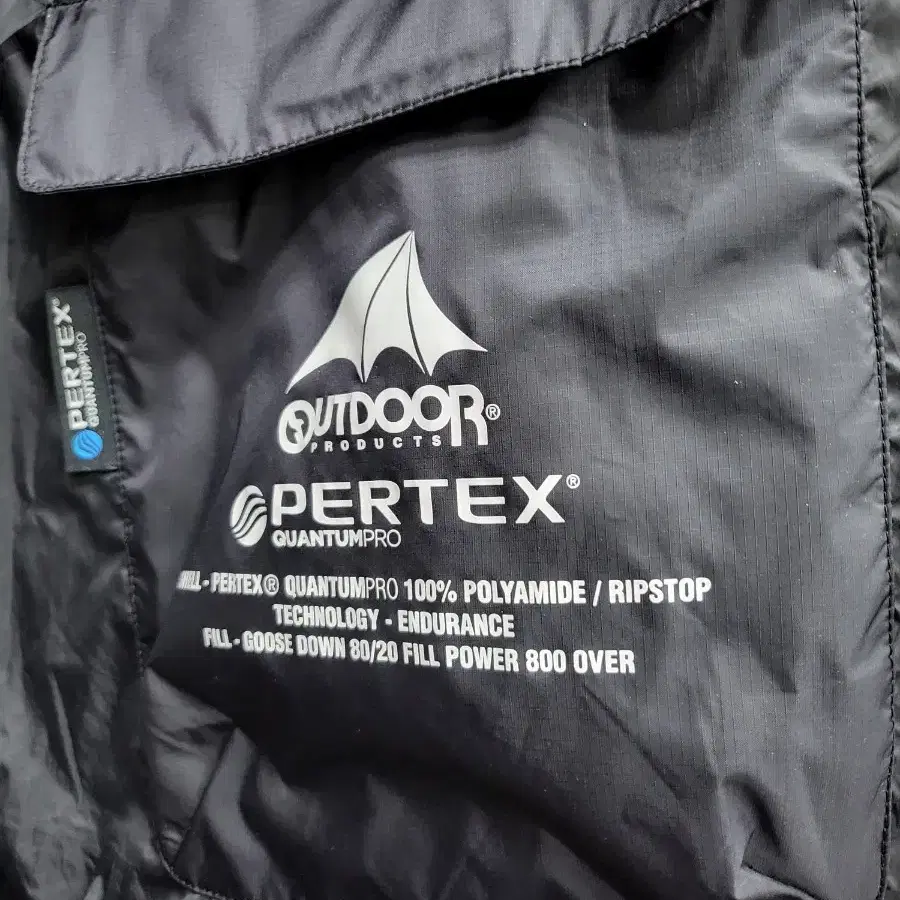 OUTDOOR®
PRODUCTS
PERTEX®
QUANTUMPRO
SHELL - PERTEX® QUANTUMPRO 100% POLYAMIDE / RIPSTOP
TECHNOLOGY - ENDURANCE
FILL - GOOSE DOWN 80/20 FILL POWER 800 OVER
PERTEX®
QUANTUMPRO